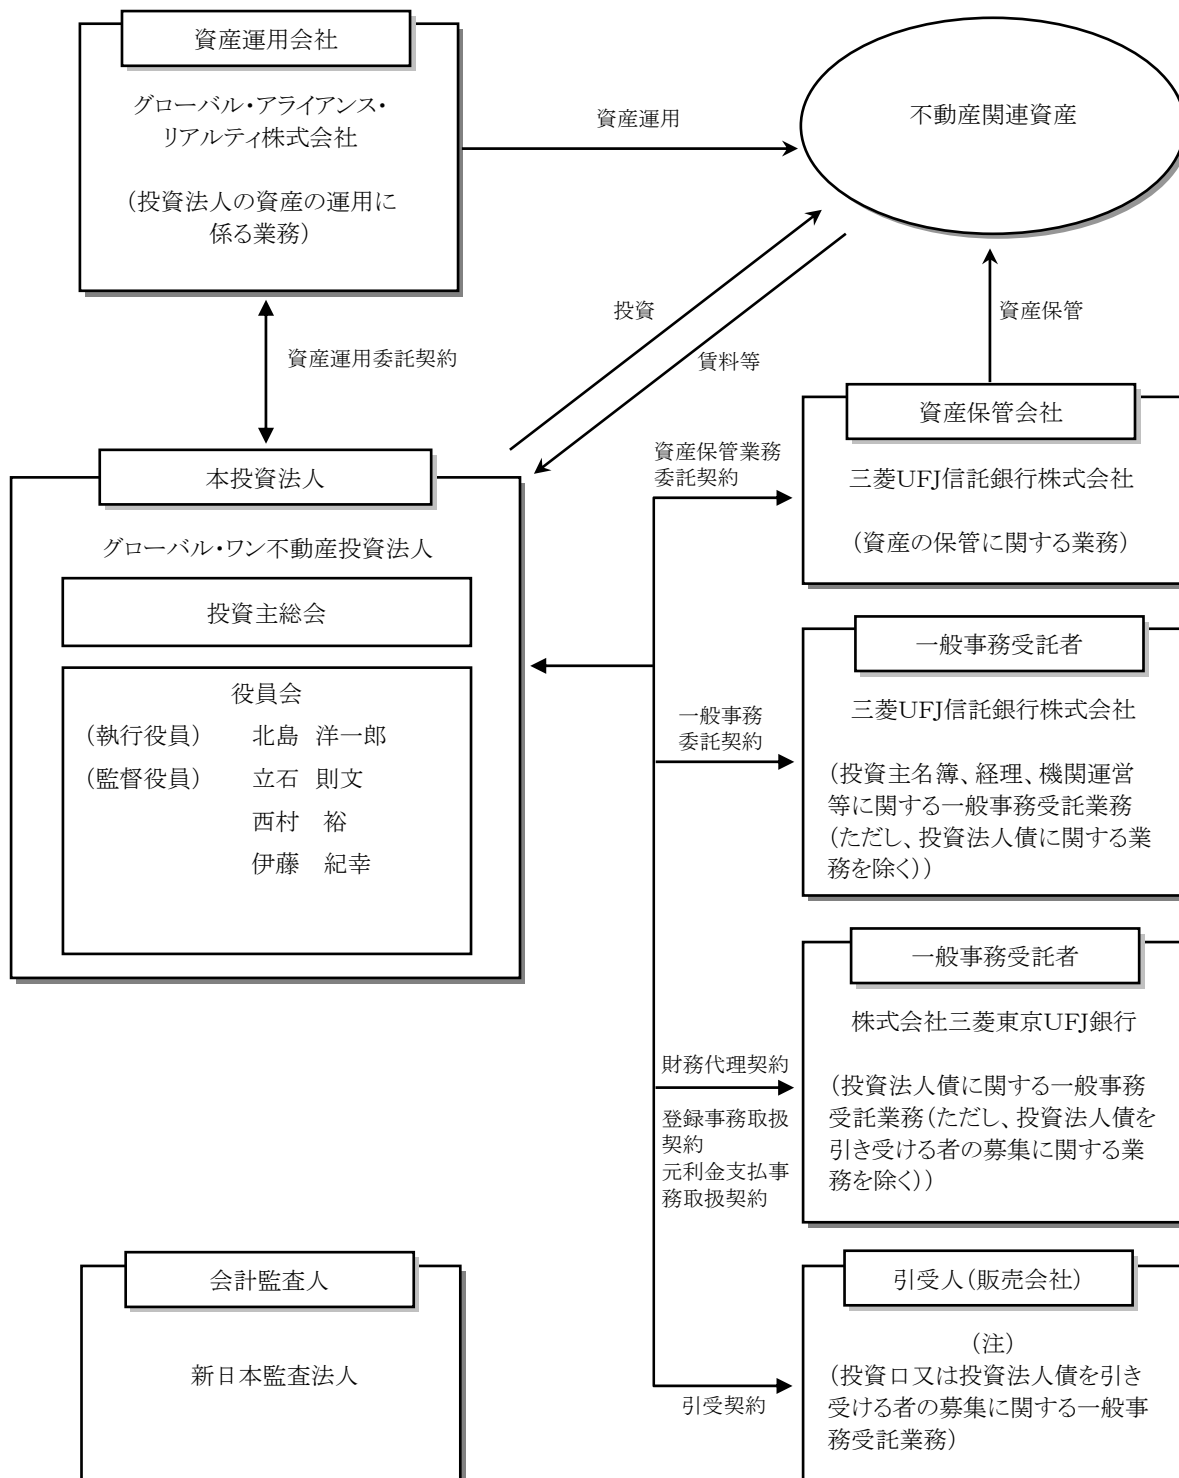 資産運用会社
グローバル・アライアンス・
リアルティ株式会社
（投資法人の資産の運用に
係る業務）
資産運用
不動産関連資産
投資
賃料等
資産保管
資産運用委託契約
本投資法人
グローバル・ワン不動産投資法人
投資主総会
役員会
（執行役員） 北島 洋一郎
（監督役員） 立石 則文
西村 裕
伊藤 紀幸
資産保管業務
委託契約
資産保管会社
三菱UFJ信託銀行株式会社
（資産の保管に関する業務）
一般事務
委託契約
一般事務受託者
三菱UFJ信託銀行株式会社
（投資主名簿、経理、機関運営
等に関する一般事務受託業務
（ただし、投資法人債に関する業
務を除く））
財務代理契約
登録事務取扱
契約
元利金支払事
務取扱契約
一般事務受託者
株式会社三菱東京UFJ銀行
（投資法人債に関する一般事務
受託業務（ただし、投資法人債を
引き受ける者の募集に関する業
務を除く））
会計監査人
新日本監査法人
引受契約
引受人（販売会社）
（注）
（投資口又は投資法人債を引き
受ける者の募集に関する一般事
務受託業務）